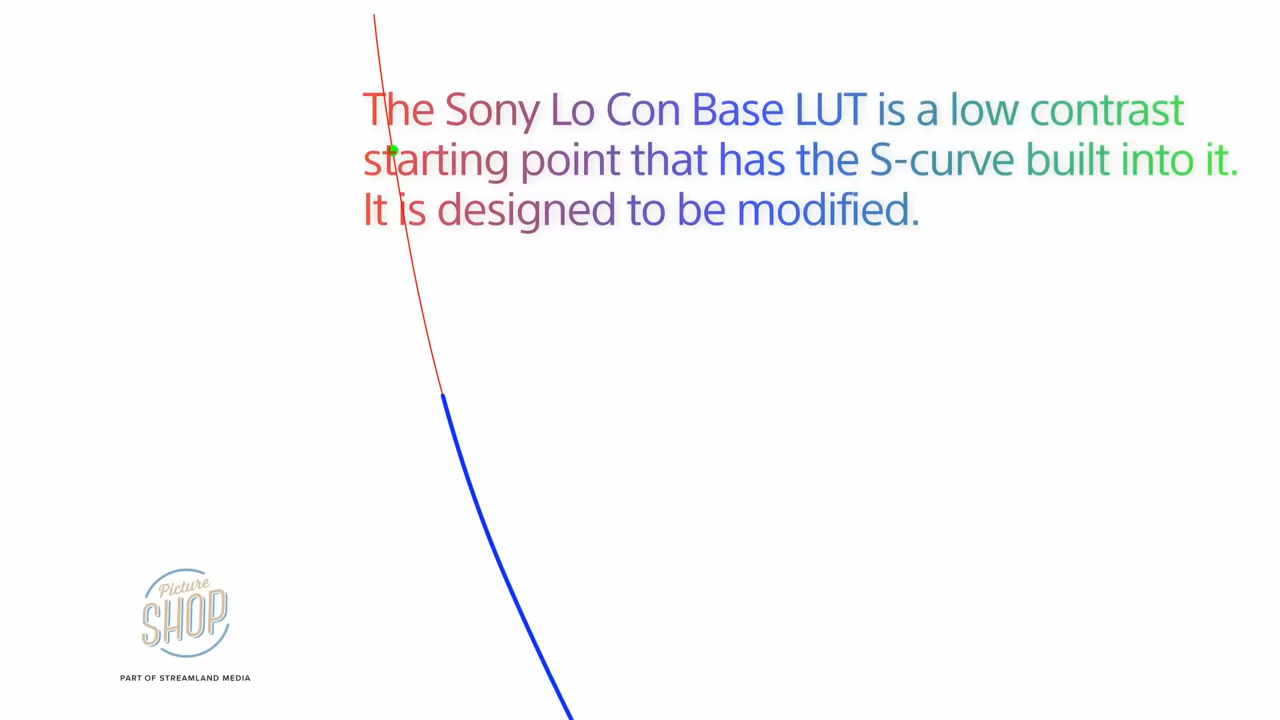 The Sony Lo Con Base LUT is a low contrast
starting point that has the S-curve built into it.
It is designed to be modified.
Picture
SHOP
PART OF STREAMLAND MEDIA